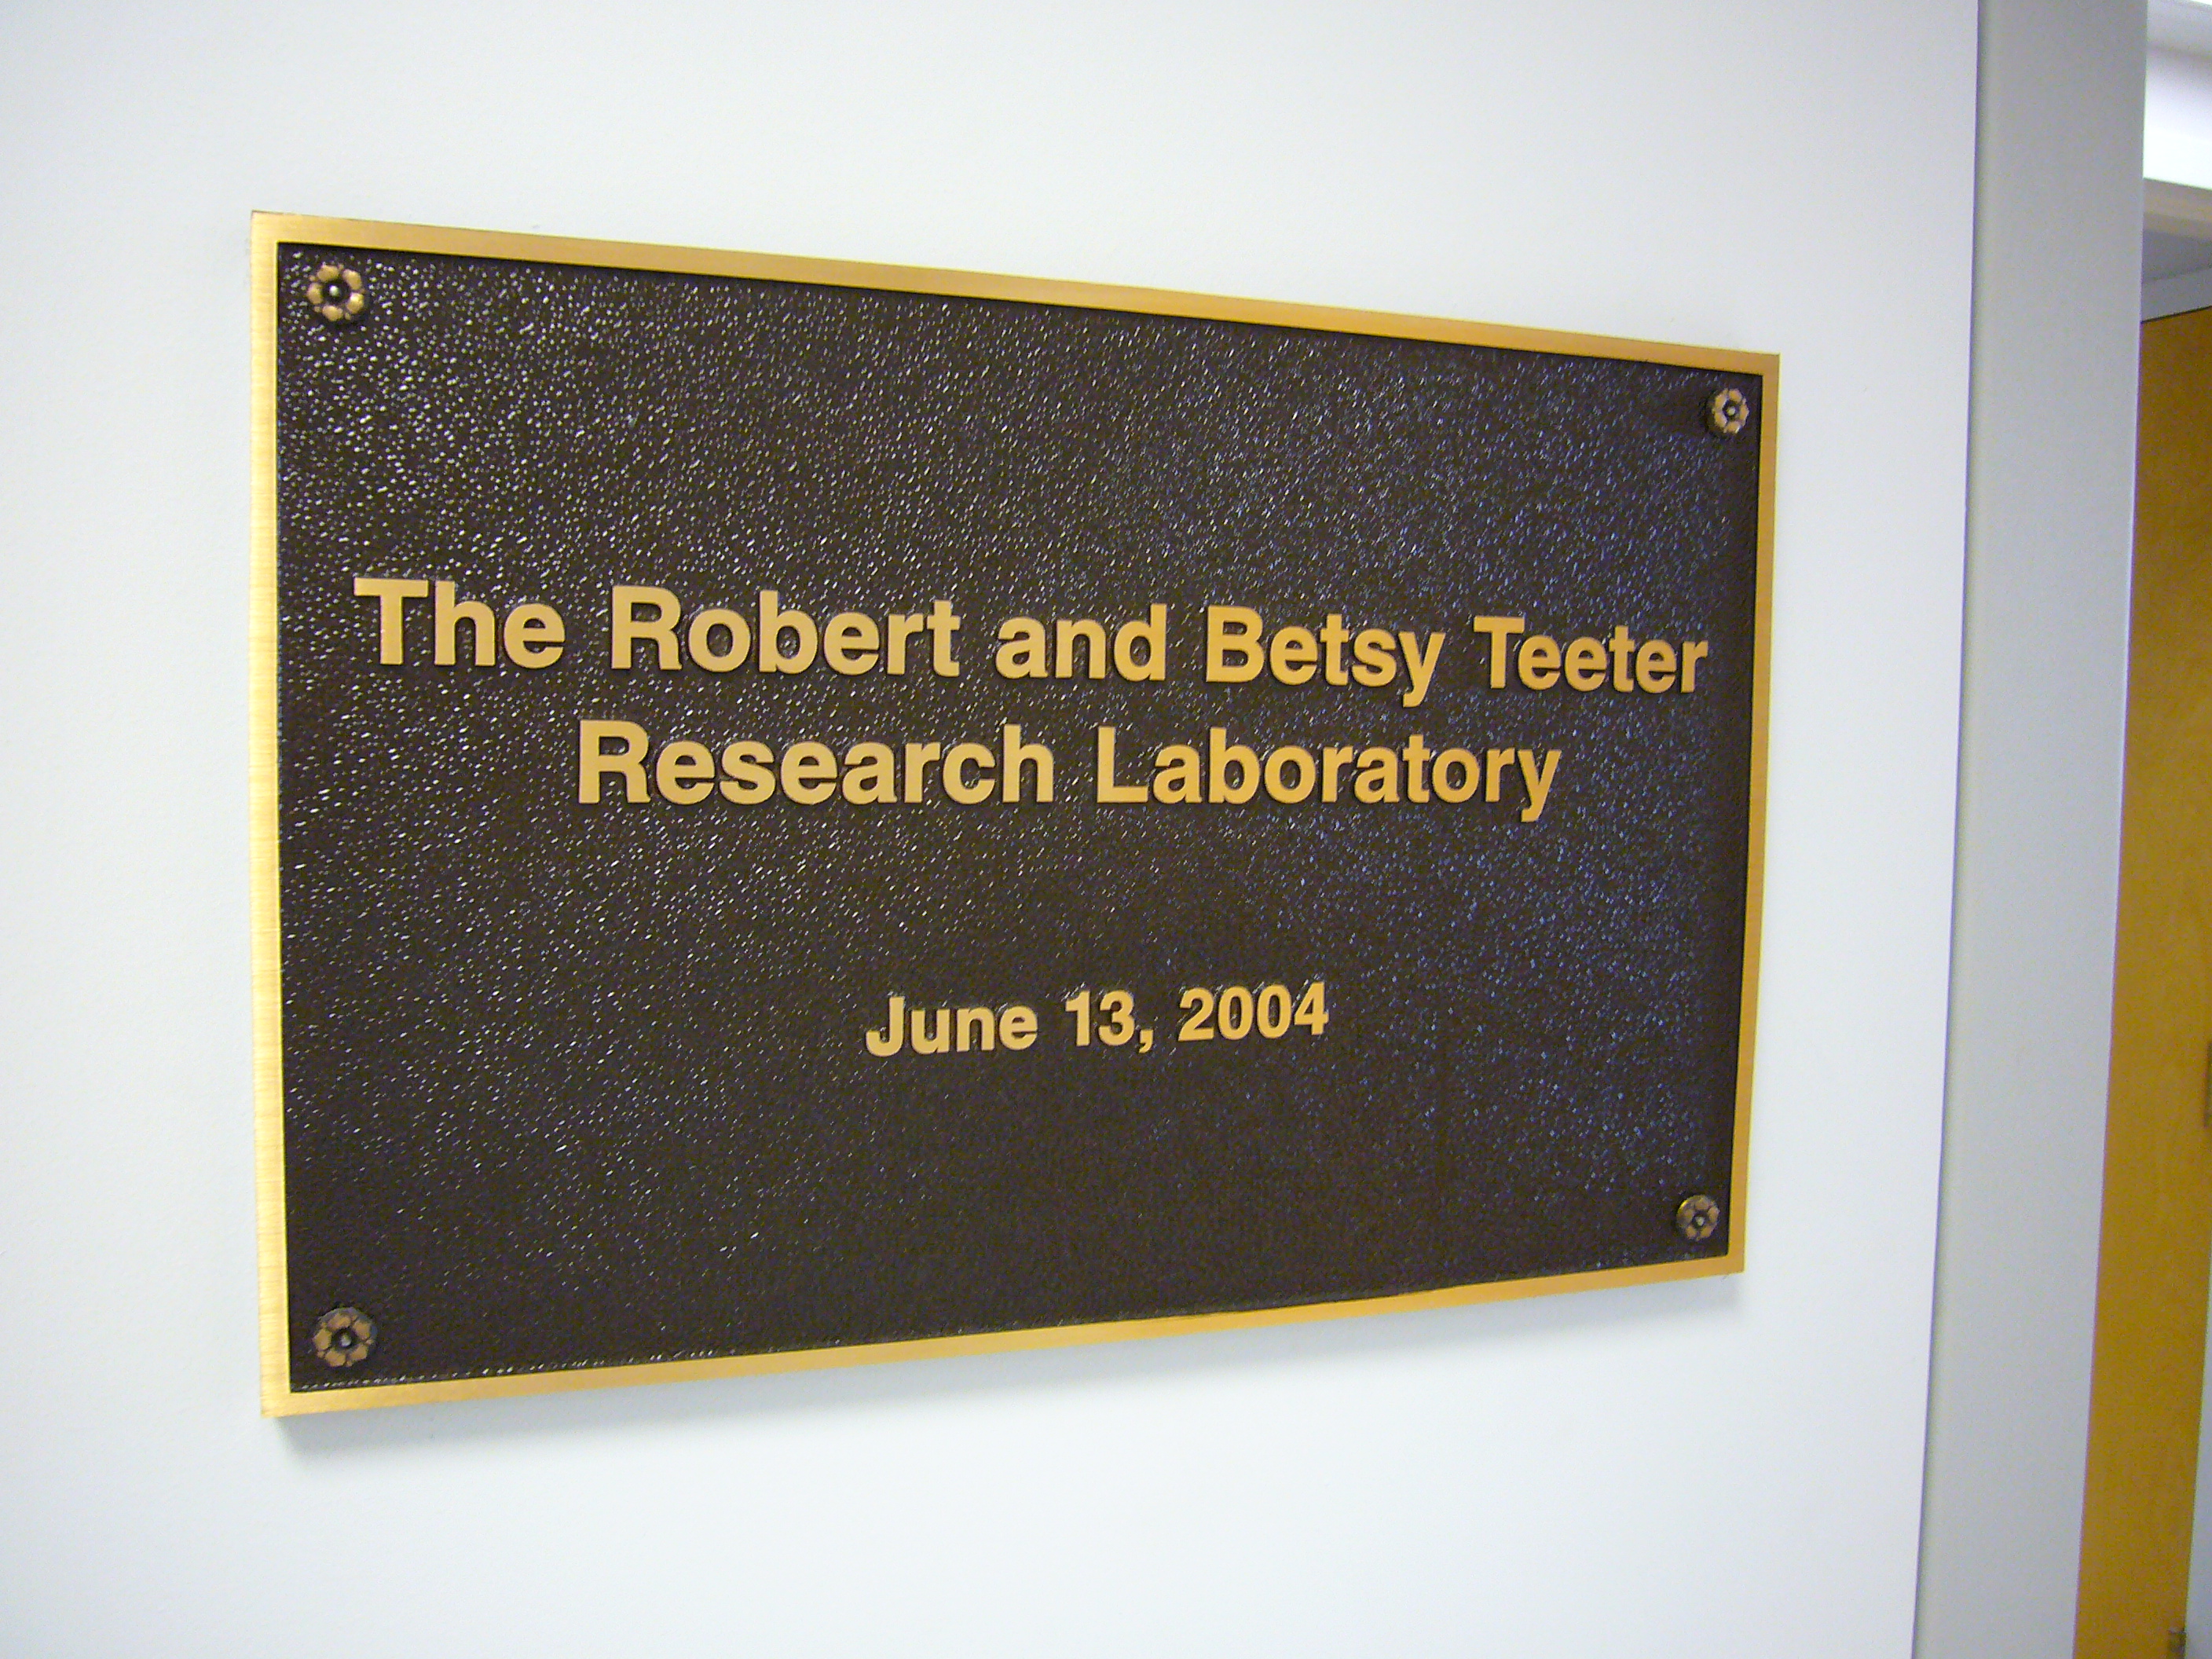 The Robert and Betsy Teeter
Research Laboratory
June 13, 2004